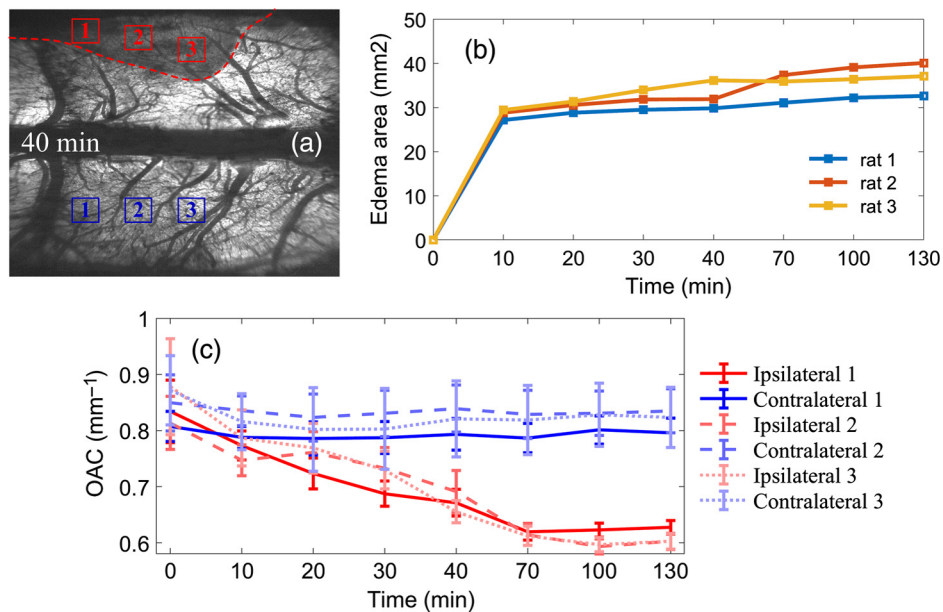 1
2
3
40 min
(a)
1
2
3
(b)
Edema area (mm2)
50
40
30
20
10
0
rat 1
rat 2
rat 3
0 10 20 30 40 70 100 130
Time (min)
(c)
OAC (mm⁻¹)
1
0.9
0.8
0.7
0.6
0 10 20 30 40 70 100 130
Time (min)
Ipsilateral 1
Contralateral 1
Ipsilateral 2
Contralateral 2
Ipsilateral 3
Contralateral 3